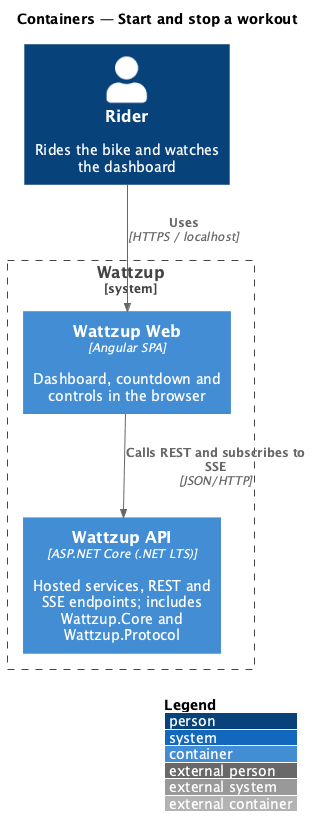 Containers — Start and stop a workout
Rider
Rides the bike and watches
the dashboard
Uses
[HTTPS / localhost]
Wattzup
[system]
Wattzup Web
[Angular SPA]
Dashboard, countdown and
controls in the browser
Calls REST and subscribes to
SSE
[JSON/HTTP]
Wattzup API
[ASP.NET Core (.NET LTS)]
Hosted services, REST and
SSE endpoints; includes
Wattzup.Core and
Wattzup.Protocol
Legend
person
system
container
external person
external system
external container